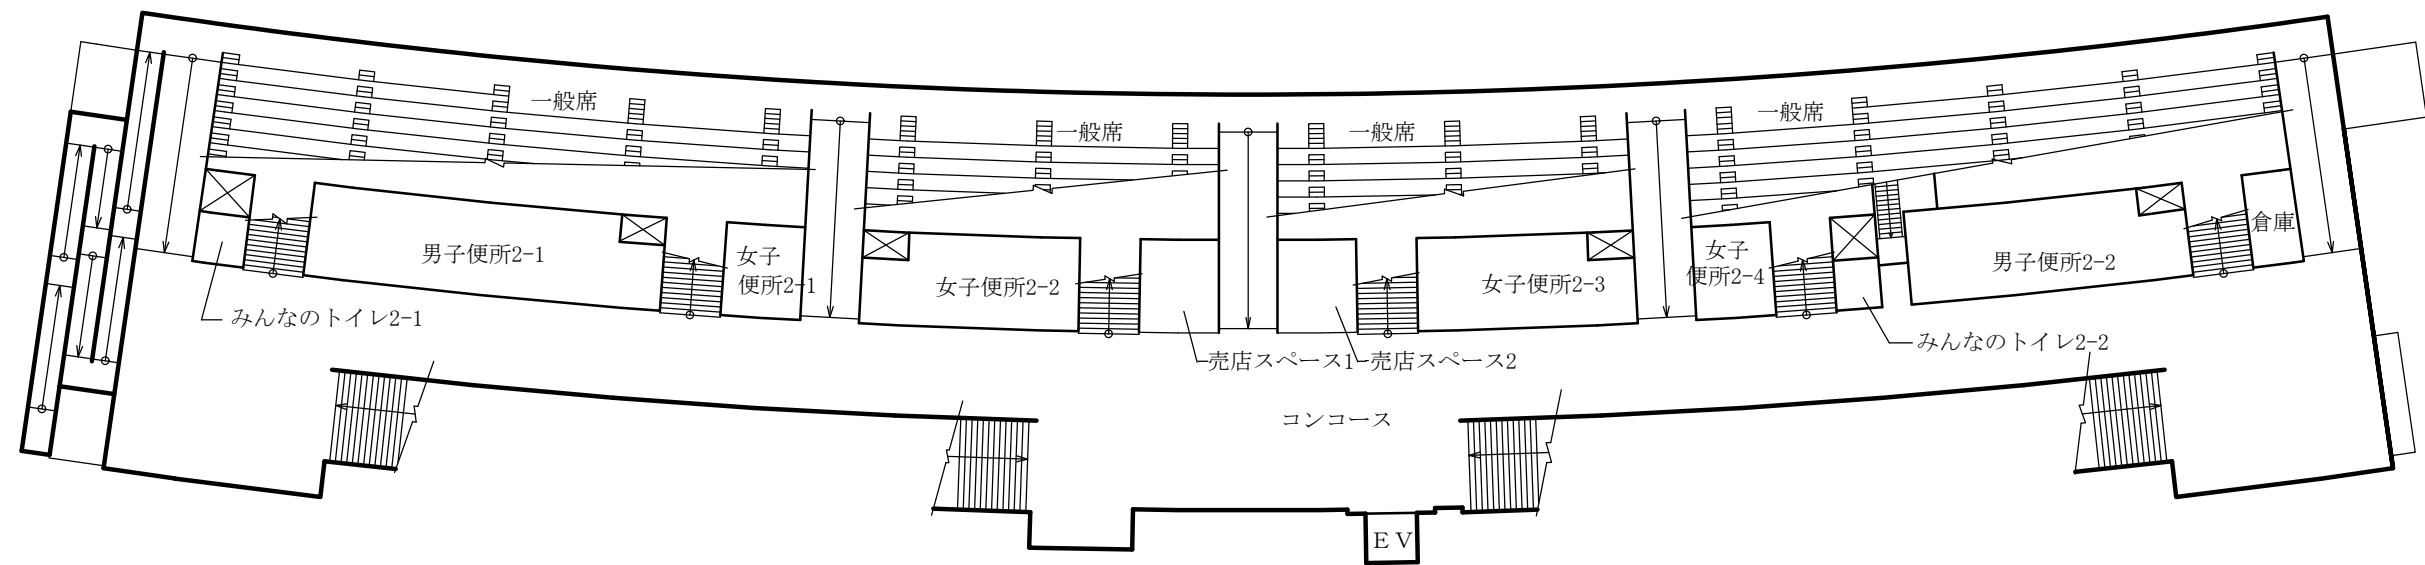 一般席
一般席
一般席
一般席
男子便所2-1
女子
便所2-1
女子便所2-2
女子便所2-3
女子
便所2-4
男子便所2-2
倉庫
みんなのトイレ2-1
売店スペース1
売店スペース2
みんなのトイレ2-2
コンコース
ＥＶ